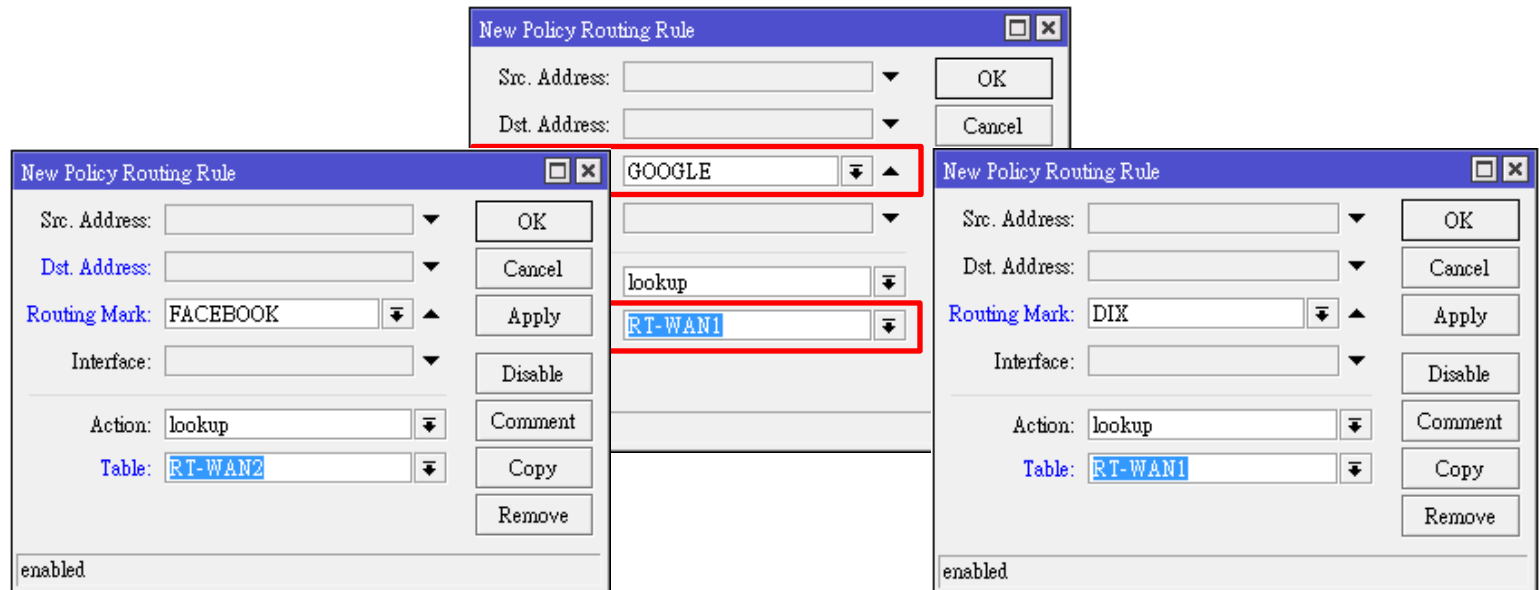 New Policy Routing Rule
Src. Address:
OK
Dst. Address:
Cancel
GOOGLE
lookup
RT-WAN1
New Policy Routing Rule
Src. Address:
OK
Dst. Address:
Cancel
Routing Mark: FACEBOOK
Apply
Interface:
Disable
Action: lookup
Comment
Table: RT-WAN2
Copy
Remove
enabled
New Policy Routing Rule
Src. Address:
OK
Dst. Address:
Cancel
Routing Mark: DIX
Apply
Interface:
Disable
Action: lookup
Comment
Table: RT-WAN1
Copy
Remove
enabled